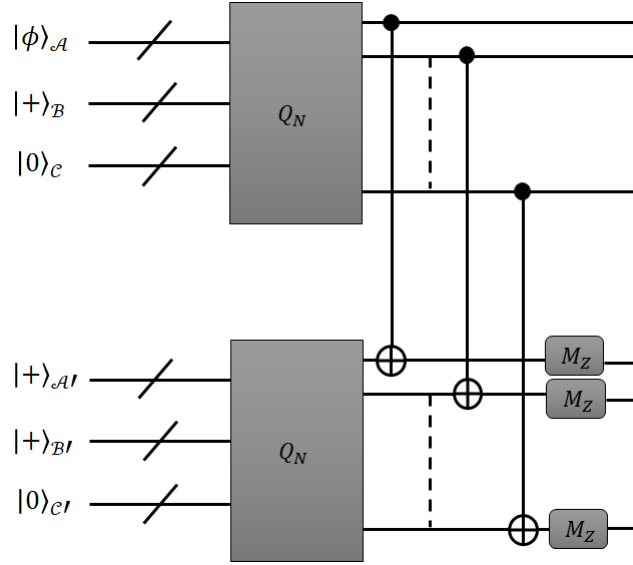 |ϕ⟩𝒜
|+⟩ℬ
|0⟩𝒞
Q_N
|+⟩𝒜′
|+⟩ℬ′
|0⟩𝒞′
Q_N
M_Z
M_Z
M_Z